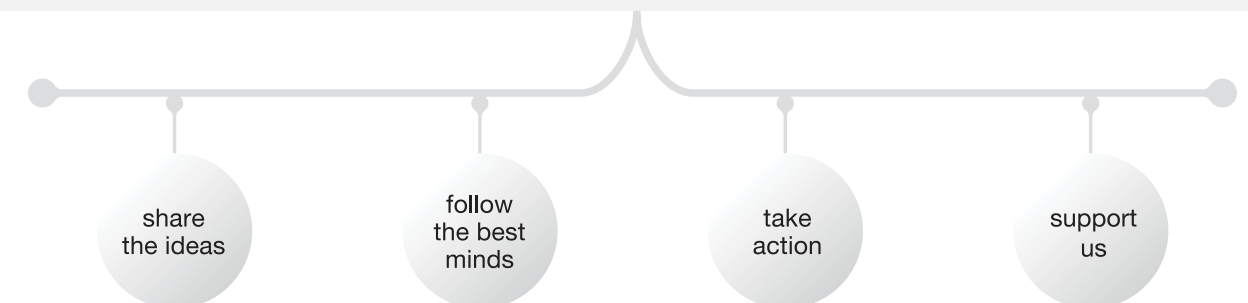 share
the ideas
follow
the best
minds
take
action
support
us